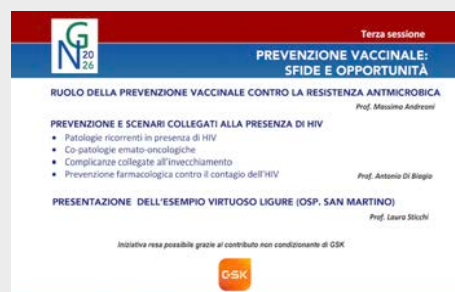 GN
20
26
Terza sessione
PREVENZIONE VACCINALE:
SFIDE E OPPORTUNITÀ
RUOLO DELLA PREVENZIONE VACCINALE CONTRO LA RESISTENZA ANTMICROBICA
Prof. Massimo Andreoni
PREVENZIONE E SCENARI COLLEGATI ALLA PRESENZA DI HIV
• Patologie ricorrenti in presenza di HIV
• Co-patologie emato-oncologiche
• Complicanze collegate all'invecchiamento
• Prevenzione farmacologica contro il contagio dell'HIV
Prof. Antonio Di Biagio
PRESENTAZIONE DELL'ESEMPIO VIRTUOSO LIGURE (OSP. SAN MARTINO)
Prof. Laura Sticchi
Iniziativa resa possibile grazie al contributo non condizionante di GSK
GSK